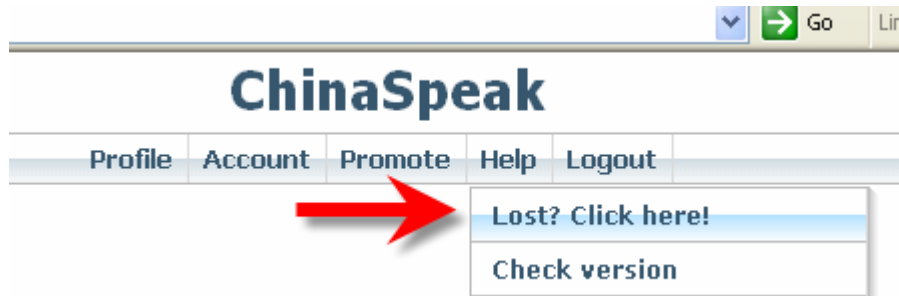 Go
ChinaSpeak
Profile Account Promote Help Logout
Lost? Click here!
Check version